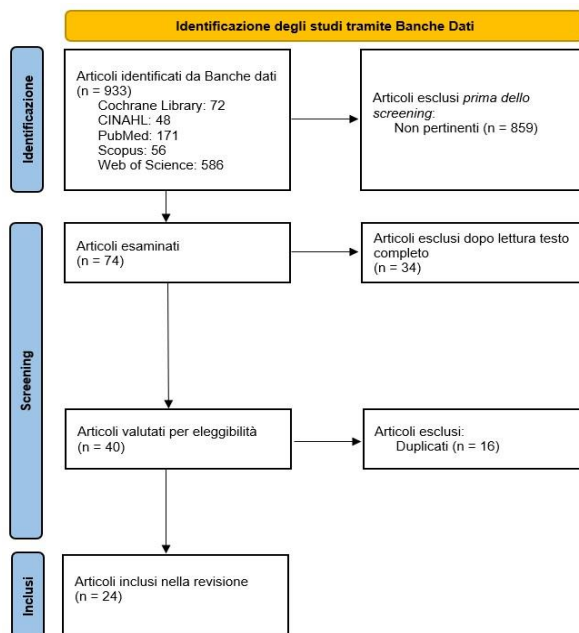 Identificazione degli studi tramite Banche Dati
Identificazione
Articoli identificati da Banche dati
(n = 933)
Cochrane Library: 72
CINAHL: 48
PubMed: 171
Scopus: 56
Web of Science: 586
Articoli esclusi prima dello
screening:
Non pertinenti (n = 859)
Screening
Articoli esaminati
(n = 74)
Articoli esclusi dopo lettura testo
completo
(n = 34)
Articoli valutati per eleggibilità
(n = 40)
Articoli esclusi:
Duplicati (n = 16)
Inclusi
Articoli inclusi nella revisione
(n = 24)